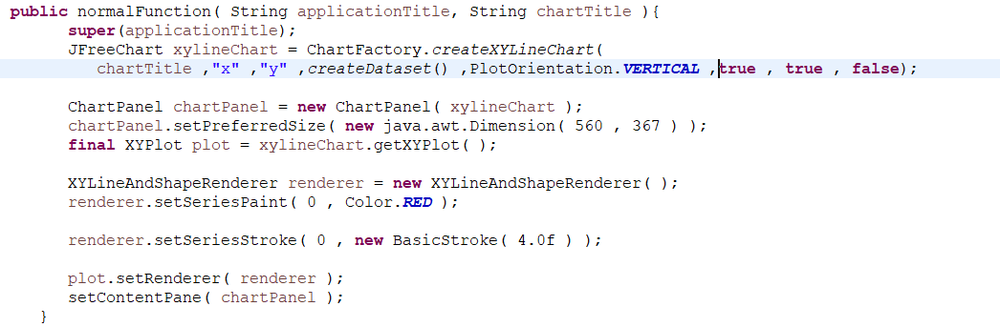 public normalFunction( String applicationTitle, String chartTitle ){
super(applicationTitle);
JFreeChart xylineChart = ChartFactory.createXYLineChart(
chartTitle ,"x" ,"y" ,createDataset() ,PlotOrientation.VERTICAL ,true , true , false);
ChartPanel chartPanel = new ChartPanel( xylineChart );
chartPanel.setPreferredSize( new java.awt.Dimension( 560 , 367 ) );
final XYPlot plot = xylineChart.getXYPlot( );
XYLineAndShapeRenderer renderer = new XYLineAndShapeRenderer( );
renderer.setSeriesPaint( 0 , Color.RED );
renderer.setSeriesStroke( 0 , new BasicStroke( 4.0f ) );
plot.setRenderer( renderer );
setContentPane( chartPanel );
}